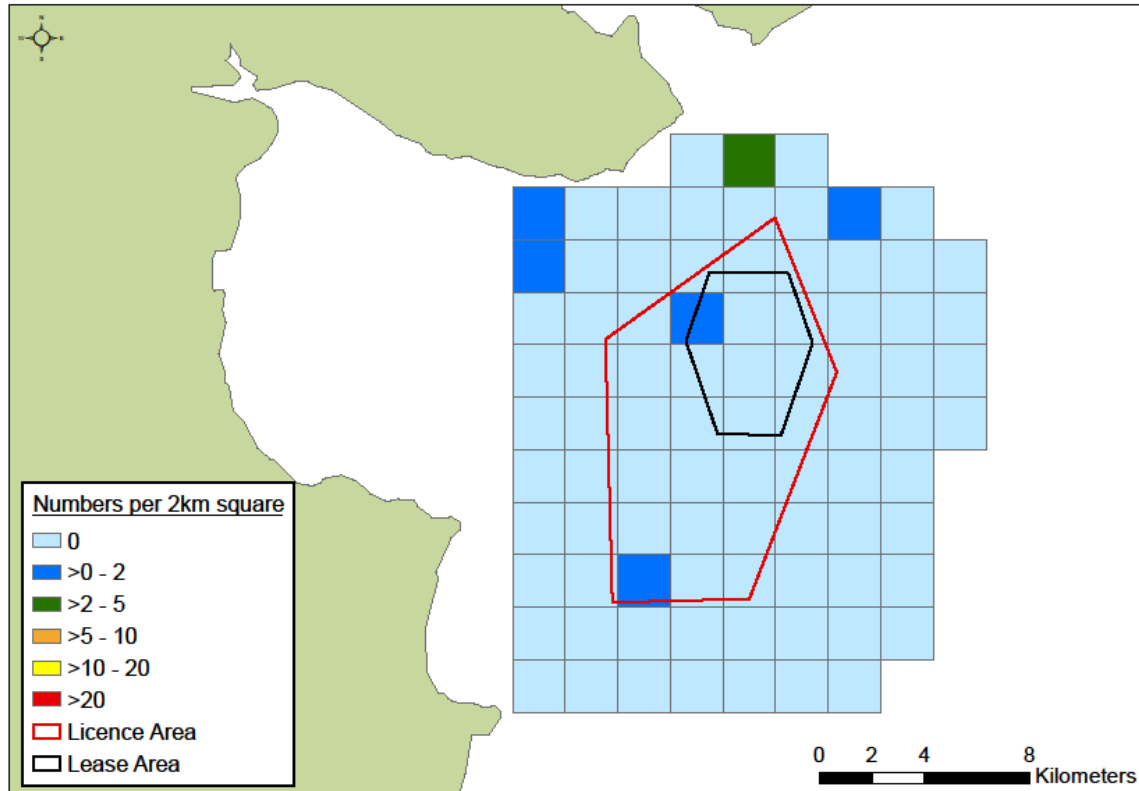 N
W E
S
Numbers per 2km square
0
>0 - 2
>2 - 5
>5 - 10
>10 - 20
>20
Licence Area
Lease Area
0 2 4 8
Kilometers